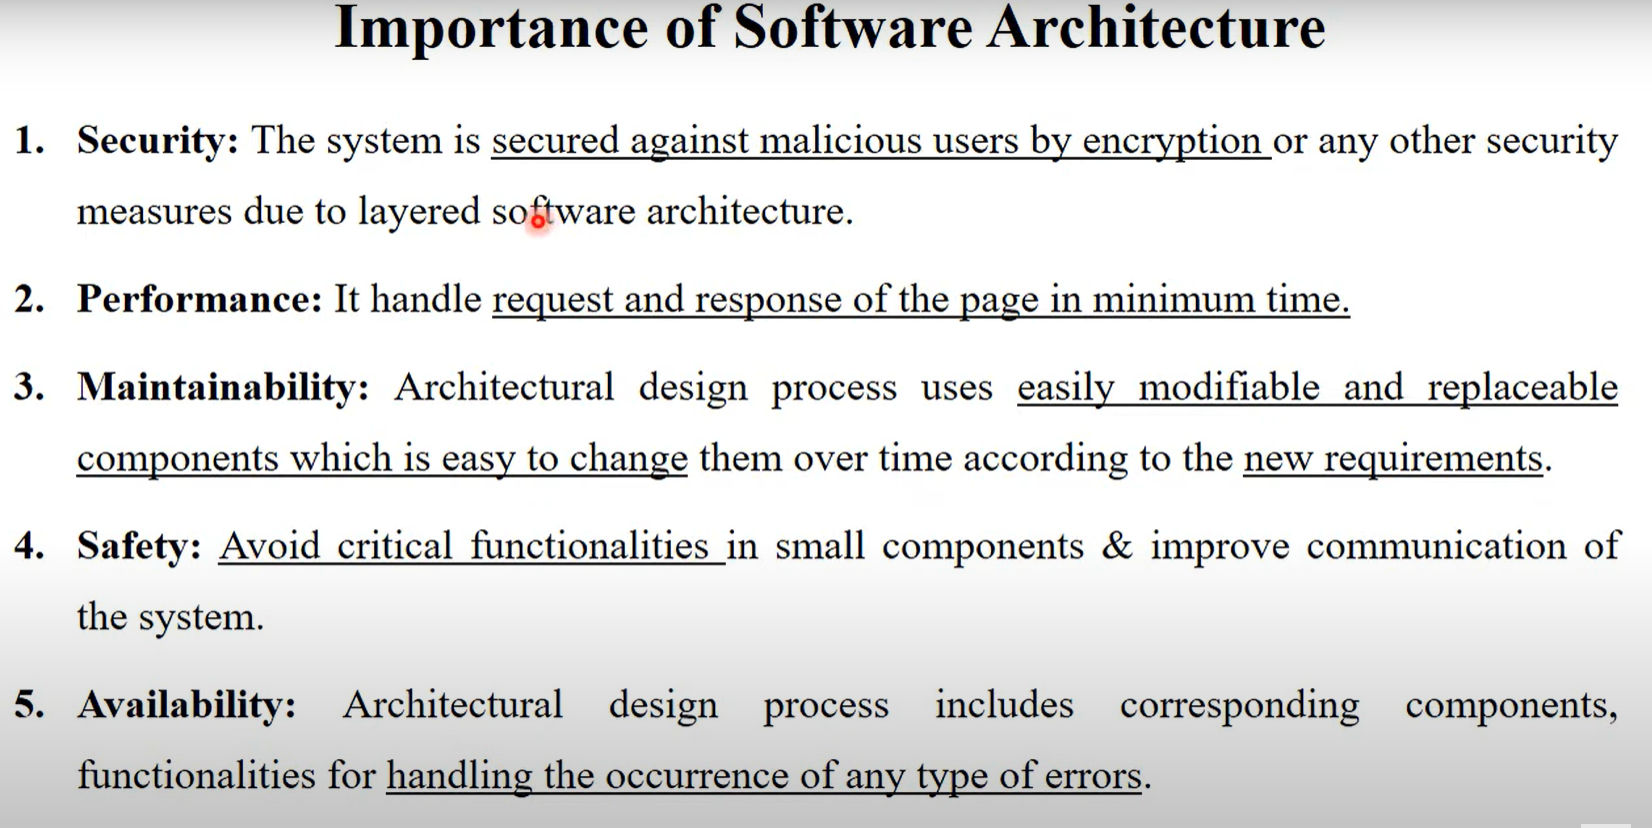 Importance of Software Architecture
1. Security: The system is secured against malicious users by encryption or any other security
measures due to layered software architecture.
2. Performance: It handle request and response of the page in minimum time.
3. Maintainability: Architectural design process uses easily modifiable and replaceable
components which is easy to change them over time according to the new requirements.
4. Safety: Avoid critical functionalities in small components & improve communication of
the system.
5. Availability: Architectural design process includes corresponding components,
functionalities for handling the occurrence of any type of errors.